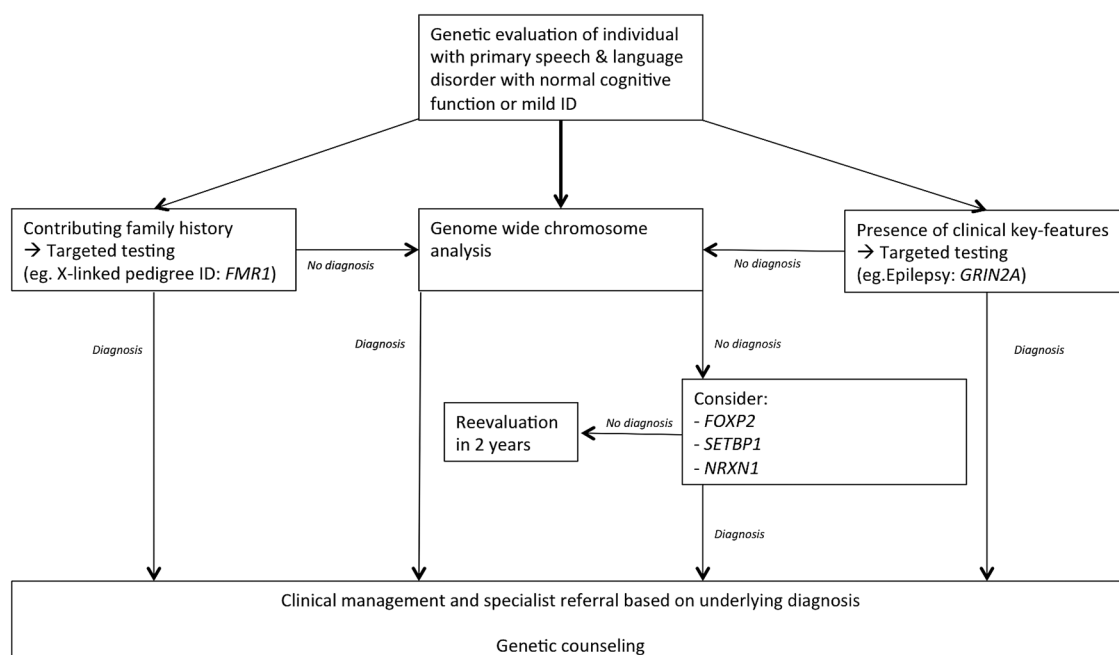 Genetic evaluation of individual
with primary speech & language
disorder with normal cognitive
function or mild ID
Contributing family history
→ Targeted testing
(eg. X-linked pedigree ID: FMR1)
No diagnosis
Genome wide chromosome
analysis
No diagnosis
Presence of clinical key-features
→ Targeted testing
(eg.Epilepsy: GRIN2A)
Diagnosis
Diagnosis
No diagnosis
Diagnosis
Reevaluation
in 2 years
No diagnosis
Consider:
- FOXP2
- SETBP1
- NRXN1
Diagnosis
Clinical management and specialist referral based on underlying diagnosis
Genetic counseling